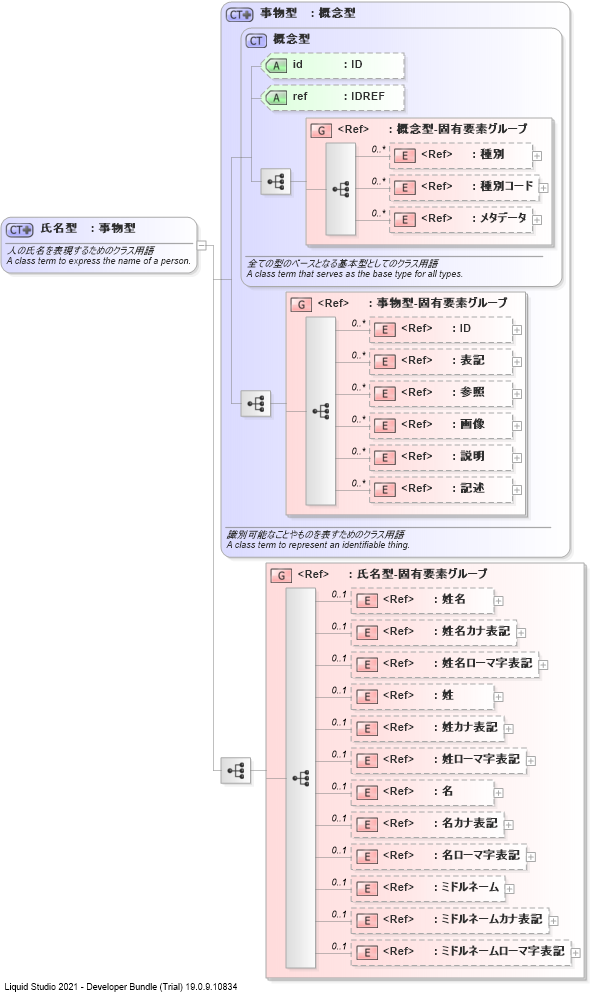 CT 事物型 : 概念型
CT 概念型
A id : ID
A ref : IDREF
G <Ref> : 概念型-固有要素グループ
0..* E <Ref> : 種別
0..* E <Ref> : 種別コード
0..* E <Ref> : メタデータ
全ての型のベースとなる基本型としてのクラス用語
A class term that serves as the base type for all types.
CT 氏名型 : 事物型
人の氏名を表現するためのクラス用語
A class term to express the name of a person.
G <Ref> : 事物型-固有要素グループ
0..* E <Ref> : ID
0..* E <Ref> : 表記
0..* E <Ref> : 参照
0..* E <Ref> : 画像
0..* E <Ref> : 説明
0..* E <Ref> : 記述
識別可能なことやものを表すためのクラス用語
A class term to represent an identifiable thing.
G <Ref> : 氏名型-固有要素グループ
0..1 E <Ref> : 姓名
0..1 E <Ref> : 姓名カナ表記
0..1 E <Ref> : 姓名ローマ字表記
0..1 E <Ref> : 姓
0..1 E <Ref> : 姓カナ表記
0..1 E <Ref> : 姓ローマ字表記
0..1 E <Ref> : 名
0..1 E <Ref> : 名カナ表記
0..1 E <Ref> : 名ローマ字表記
0..1 E <Ref> : ミドルネーム
0..1 E <Ref> : ミドルネームカナ表記
0..1 E <Ref> : ミドルネームローマ字表記
Liquid Studio 2021 - Developer Bundle (Trial) 19.0.9.10834